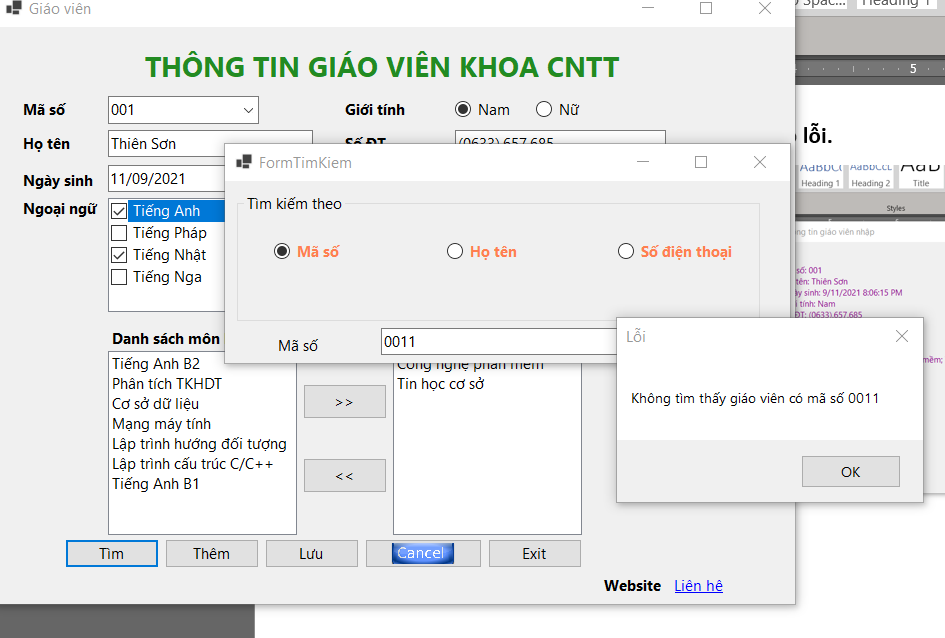 Giáo viên
THÔNG TIN GIÁO VIÊN KHOA CNTT
Mã số
001
Giới tính
Nam
Nữ
Họ tên
Thiên Sơn
Số ĐT
(0633) 657 685
Ngày sinh
11/09/2021
Ngoại ngữ
Tiếng Anh
Tiếng Pháp
Tiếng Nhật
Tiếng Nga
FormTimKiem
Tìm kiếm theo
Mã số
Họ tên
Số điện thoại
Mã số
0011
Lỗi
Không tìm thấy giáo viên có mã số 0011
OK
Danh sách môn
Tiếng Anh B2
Phân tích TKHDT
Cơ sở dữ liệu
Mạng máy tính
Lập trình hướng đối tượng
Lập trình cấu trúc C/C++
Tiếng Anh B1
>>
<<
Công nghệ phần mềm
Tin học cơ sở
Tìm
Thêm
Lưu
Cancel
Exit
Website
Liên hê
Spac...
Heading 1
5
lỗi.
Heading 1
Heading 2
Title
Styles
tin giáo viên nhập
số: 001
tên: Thiên Sơn
sinh: 9/11/2021 8:06:15 PM
tính: Nam
ĐT: (0633) 657 685
mềm;